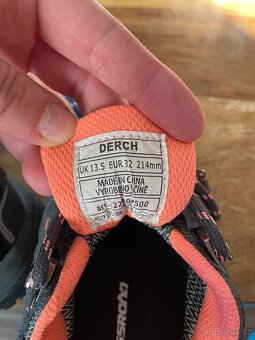 DERCH
UK 13.5 EUR 32 214mm
MADE IN CHINA
VYROBENO V ČÍNĚ